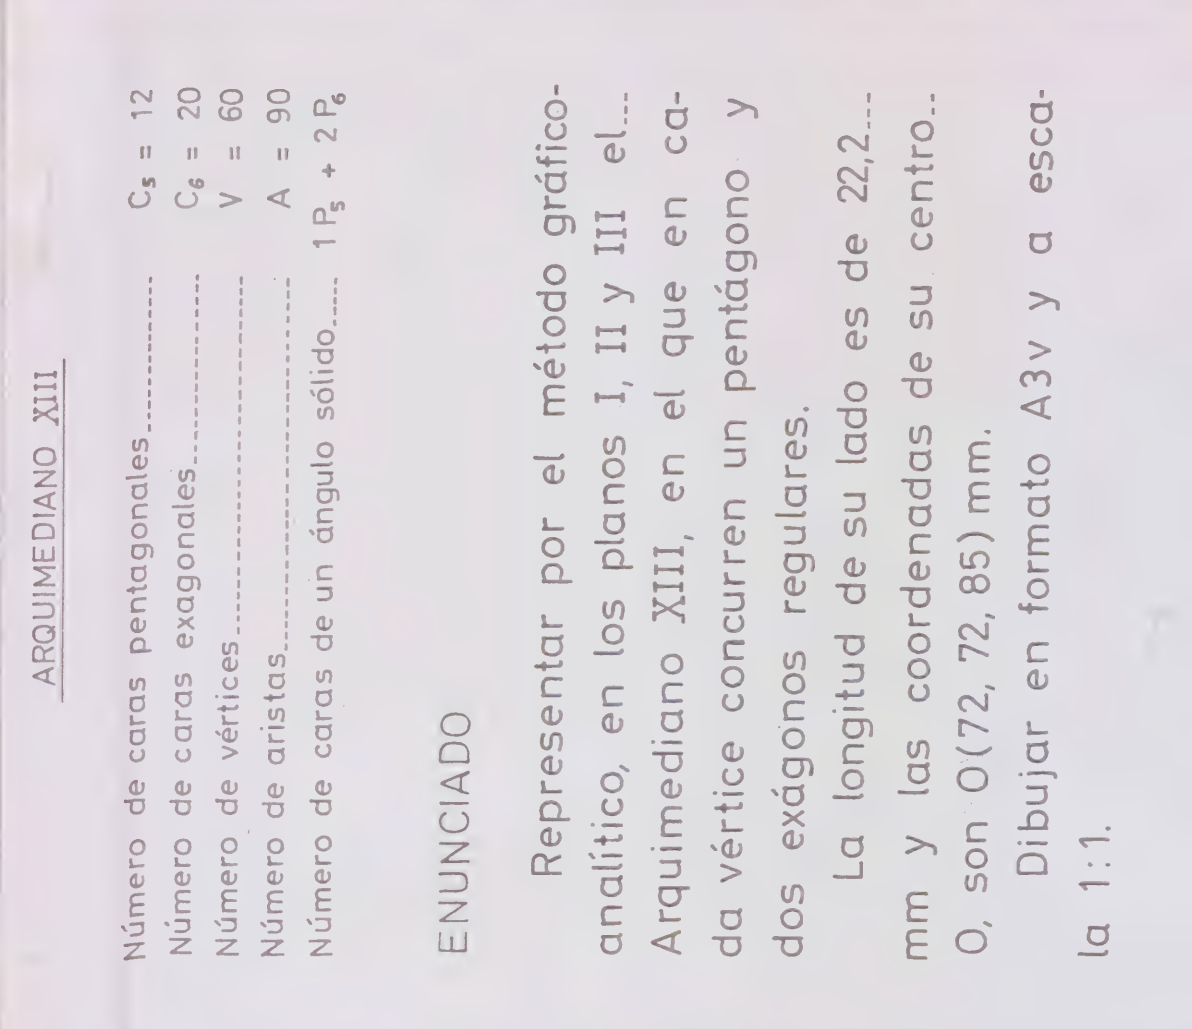 ARQUIMEDIANO XIII
Número de caras pentagonales-------------- C₅ = 12
Número de caras exagonales------------------ C₆ = 20
Número de vértices--------------------------------- V = 60
Número de aristas----------------------------------- A = 90
Número de caras de un ángulo sólido----- 1 P₅ + 2 P₆
ENUNCIADO
Representar por el método gráfico-
analítico, en los planos I, II y III el---
Arquimediano XIII, en el que en ca-
da vértice concurren un pentágono y
dos exágonos regulares.
La longitud de su lado es de 22,2---
mm y las coordenadas de su centro--
O, son O(72, 72, 85) mm.
Dibujar en formato A3v y a esca-
la 1:1.